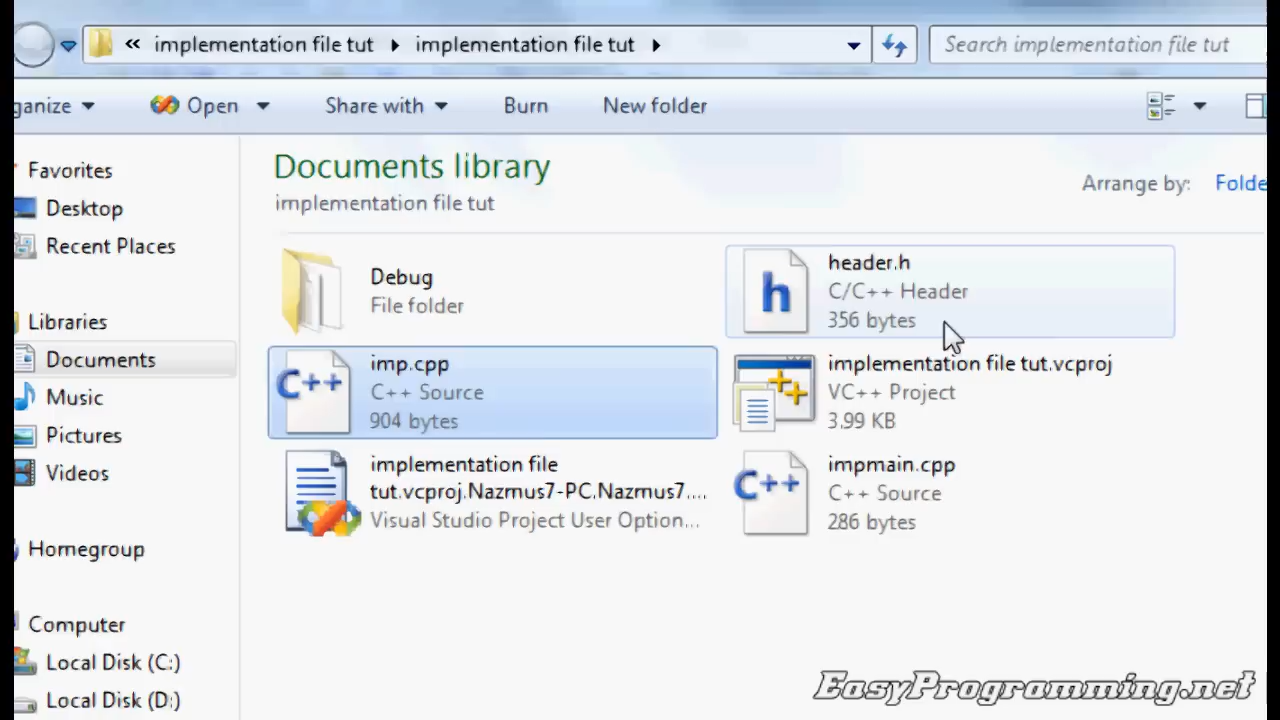 « implementation file tut ▸ implementation file tut ▸
Search implementation file tut
ganize Open Share with Burn New folder
Favorites
Desktop
Recent Places
Libraries
Documents
Music
Pictures
Videos
Homegroup
Computer
Local Disk (C:)
Local Disk (D:)
Documents library
implementation file tut
Arrange by: Folde
Debug
File folder
h
header.h
C/C++ Header
356 bytes
C++
imp.cpp
C++ Source
904 bytes
implementation file tut.vcproj
VC++ Project
3.99 KB
implementation file
tut.vcproj.Nazmus7-PC.Nazmus7....
Visual Studio Project User Option...
C++
impmain.cpp
C++ Source
286 bytes
EasyProgramming.net